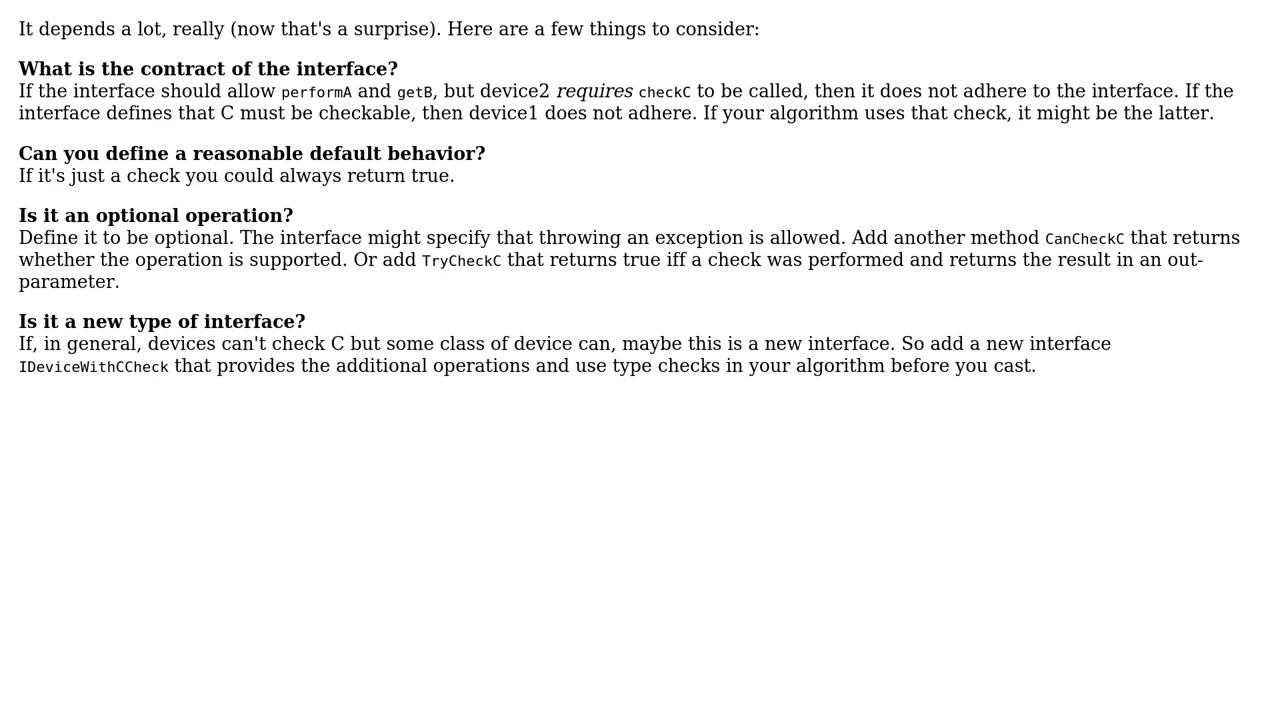 It depends a lot, really (now that's a surprise). Here are a few things to consider:
What is the contract of the interface?
If the interface should allow performA and getB, but device2 requires checkC to be called, then it does not adhere to the interface. If the
interface defines that C must be checkable, then device1 does not adhere. If your algorithm uses that check, it might be the latter.
Can you define a reasonable default behavior?
If it's just a check you could always return true.
Is it an optional operation?
Define it to be optional. The interface might specify that throwing an exception is allowed. Add another method CanCheckC that returns
whether the operation is supported. Or add TryCheckC that returns true iff a check was performed and returns the result in an out-
parameter.
Is it a new type of interface?
If, in general, devices can't check C but some class of device can, maybe this is a new interface. So add a new interface
IDeviceWithCCheck that provides the additional operations and use type checks in your algorithm before you cast.